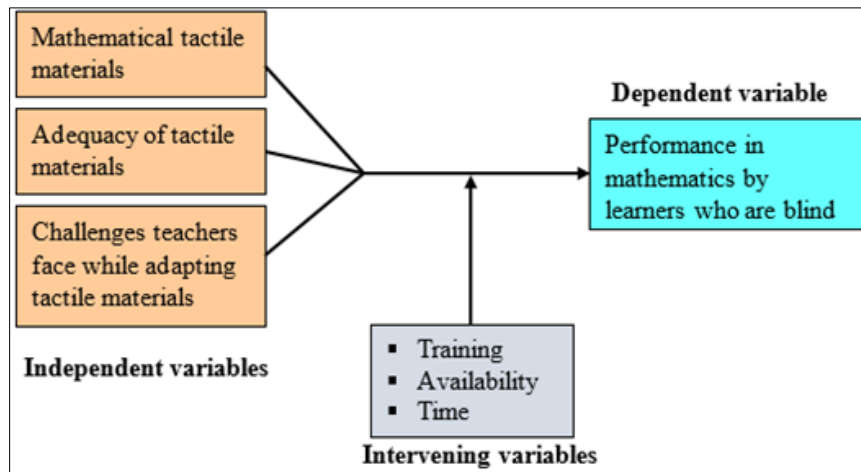 Mathematical tactile
materials
Adequacy of tactile
materials
Challenges teachers
face while adapting
tactile materials
Independent variables
Dependent variable
Performance in
mathematics by
learners who are blind
▪ Training
▪ Availability
▪ Time
Intervening variables